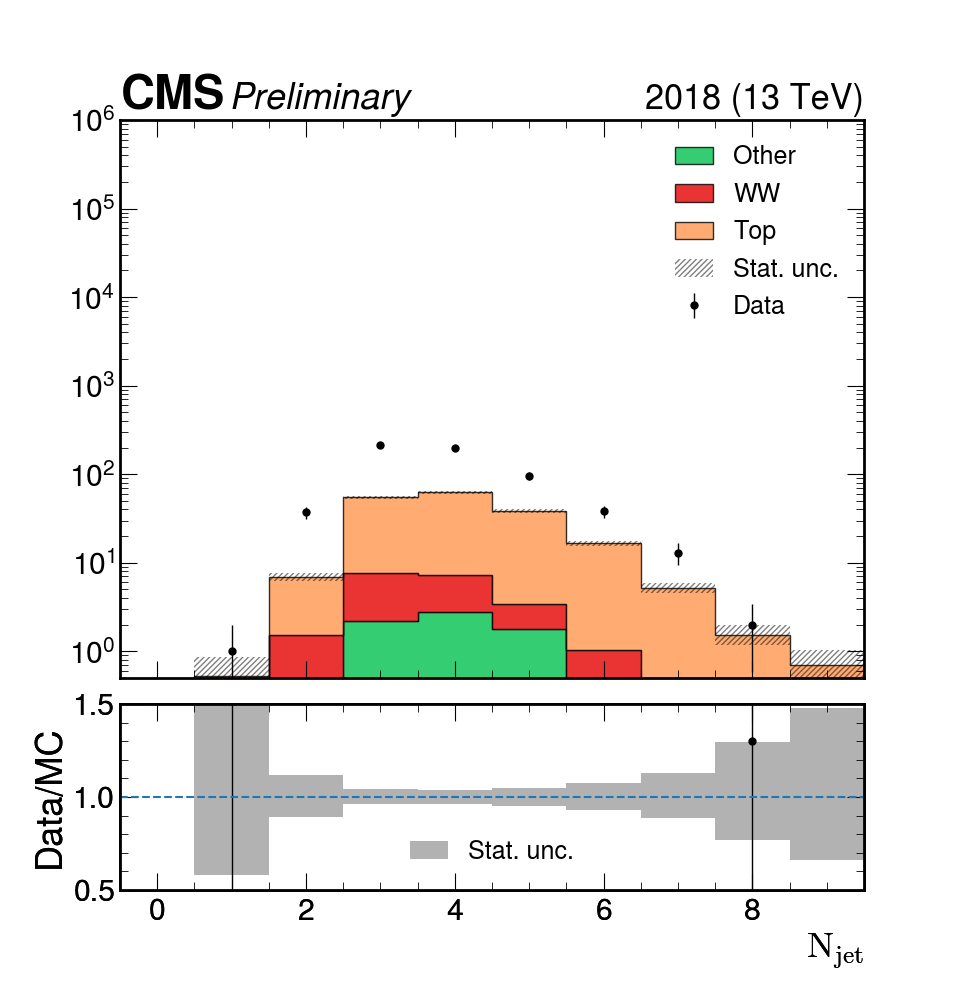 CMS Preliminary 2018 (13 TeV)
10^6
10^5
10^4
10^3
10^2
10^1
10^0
Other
WW
Top
Stat. unc.
Data
Data/MC
1.5
1.0
0.5
Stat. unc.
0 2 4 6 8
N_jet